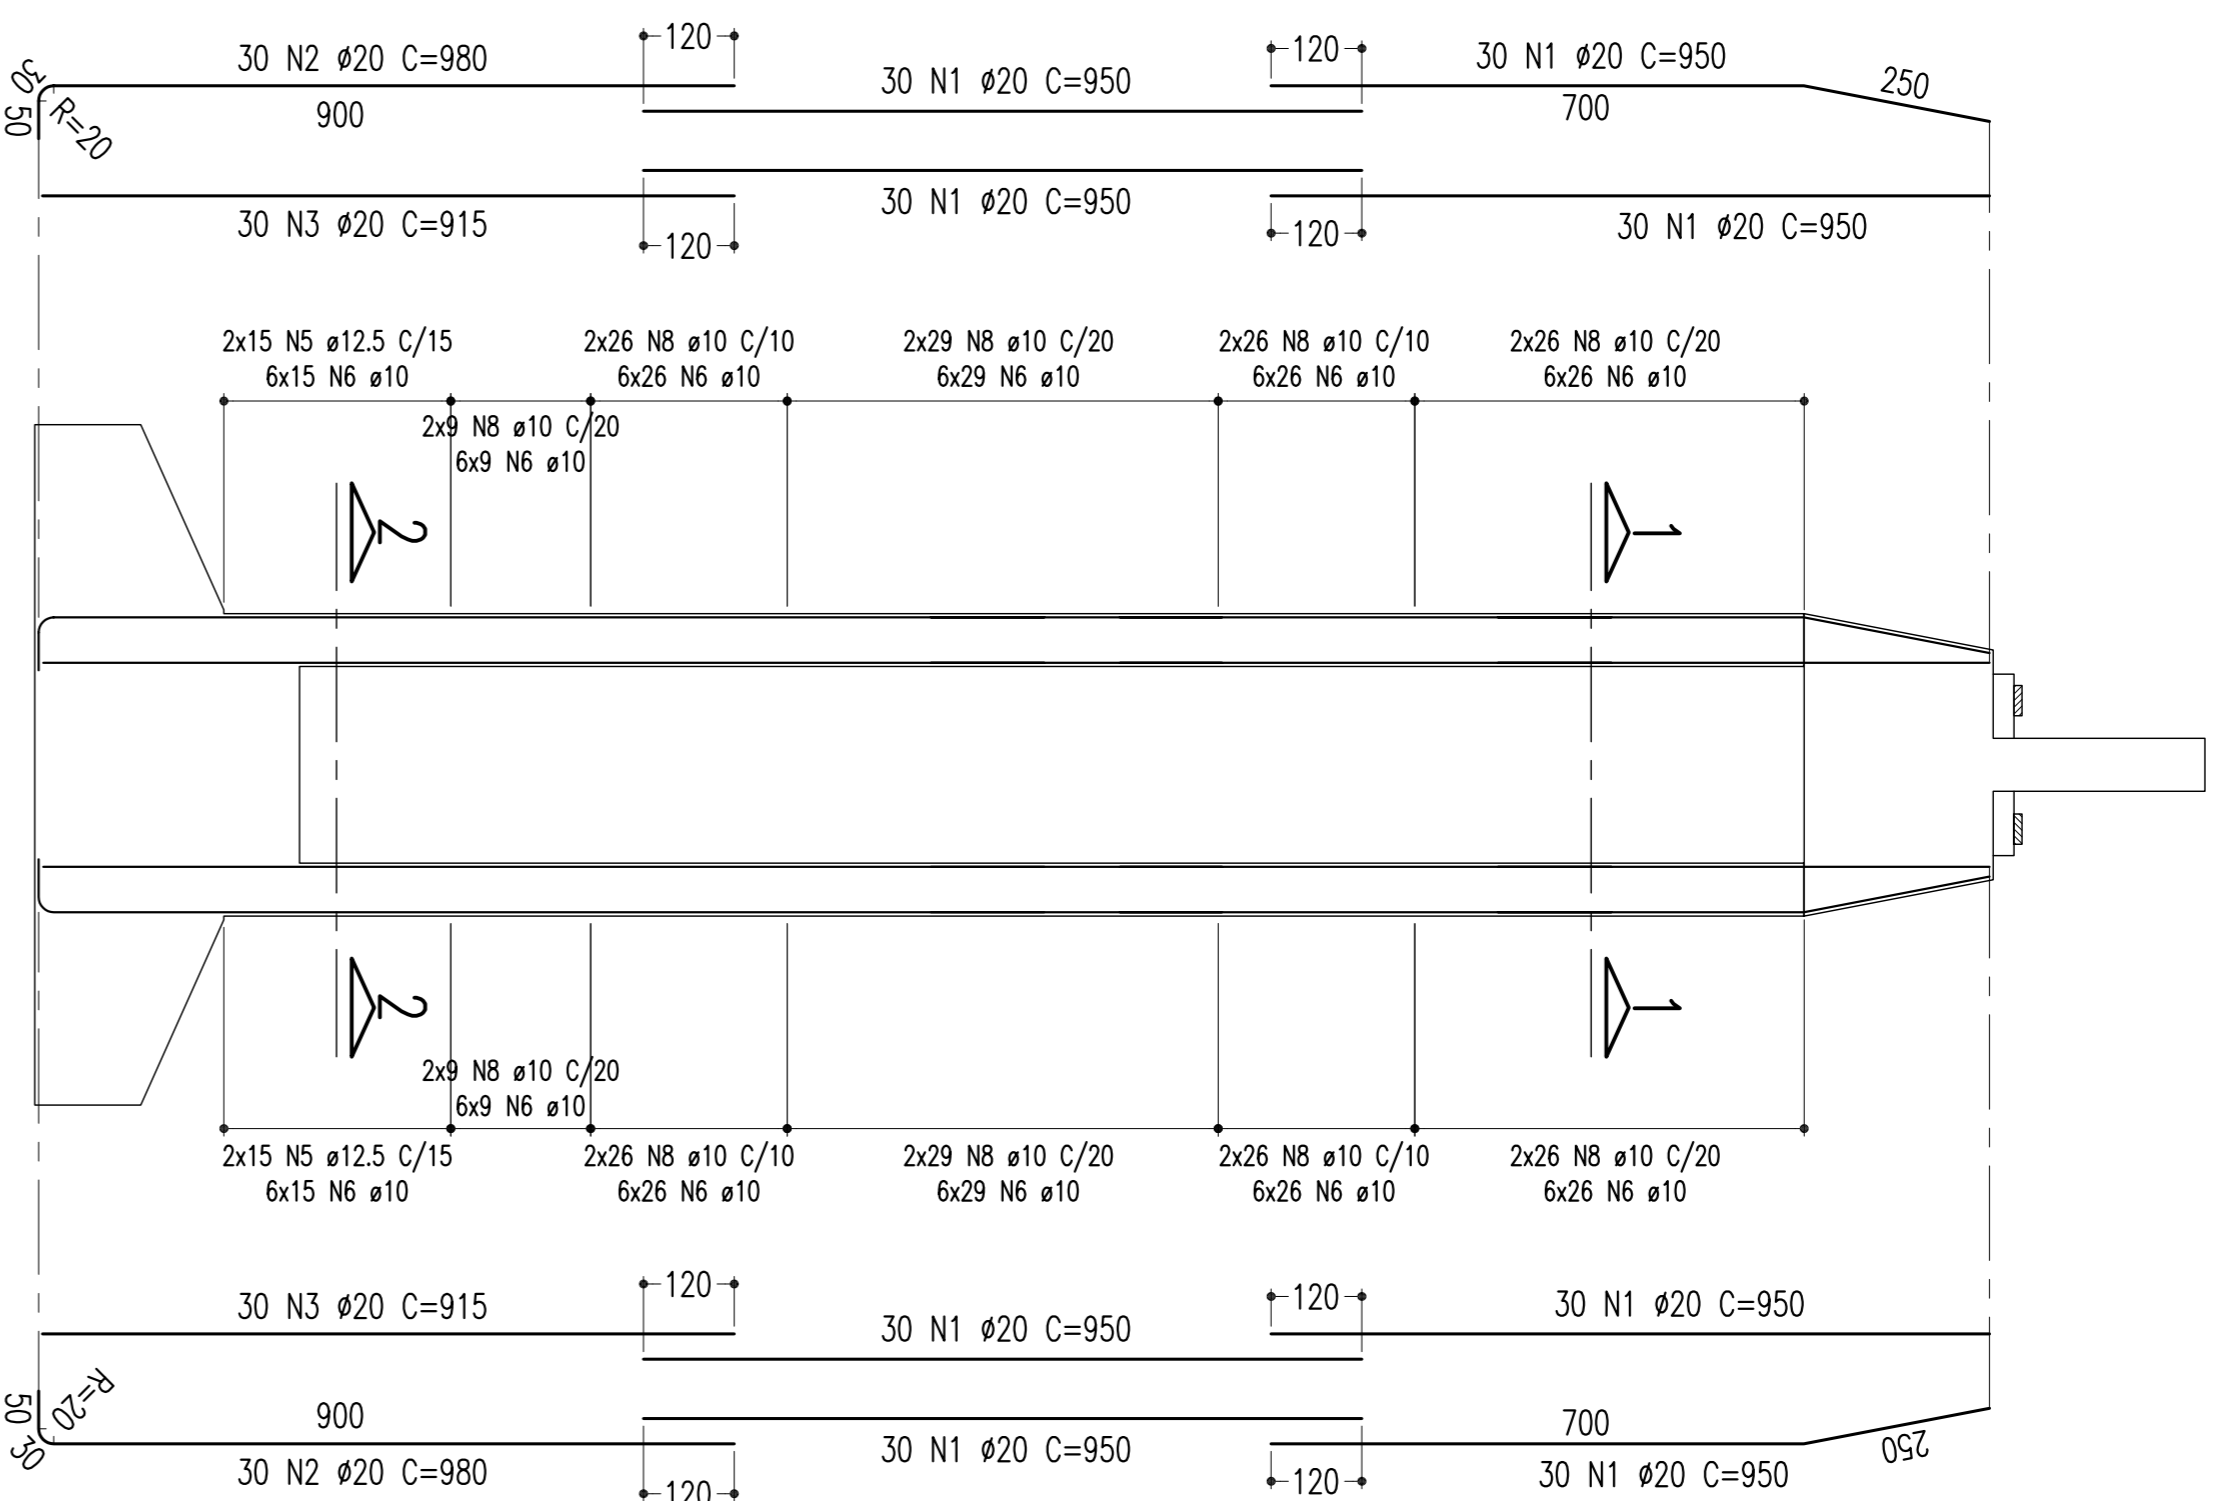 30 N2 ø20 C=980
120
30 N1 ø20 C=950
120
30 N1 ø20 C=950
250
30
50
R=20
900
700
30 N3 ø20 C=915
120
30 N1 ø20 C=950
120
30 N1 ø20 C=950
2x15 N5 ø12.5 C/15
6x15 N6 ø10
2x9 N8 ø10 C/20
6x9 N6 ø10
2x26 N8 ø10 C/10
6x26 N6 ø10
2x29 N8 ø10 C/20
6x29 N6 ø10
2x26 N8 ø10 C/10
6x26 N6 ø10
2x26 N8 ø10 C/20
6x26 N6 ø10
2
1
2
1
2x9 N8 ø10 C/20
6x9 N6 ø10
2x15 N5 ø12.5 C/15
6x15 N6 ø10
2x26 N8 ø10 C/10
6x26 N6 ø10
2x29 N8 ø10 C/20
6x29 N6 ø10
2x26 N8 ø10 C/10
6x26 N6 ø10
2x26 N8 ø10 C/20
6x26 N6 ø10
30 N3 ø20 C=915
120
30 N1 ø20 C=950
120
30 N1 ø20 C=950
R=20
50
30
900
700
30 N2 ø20 C=980
120
30 N1 ø20 C=950
120
30 N1 ø20 C=950
250